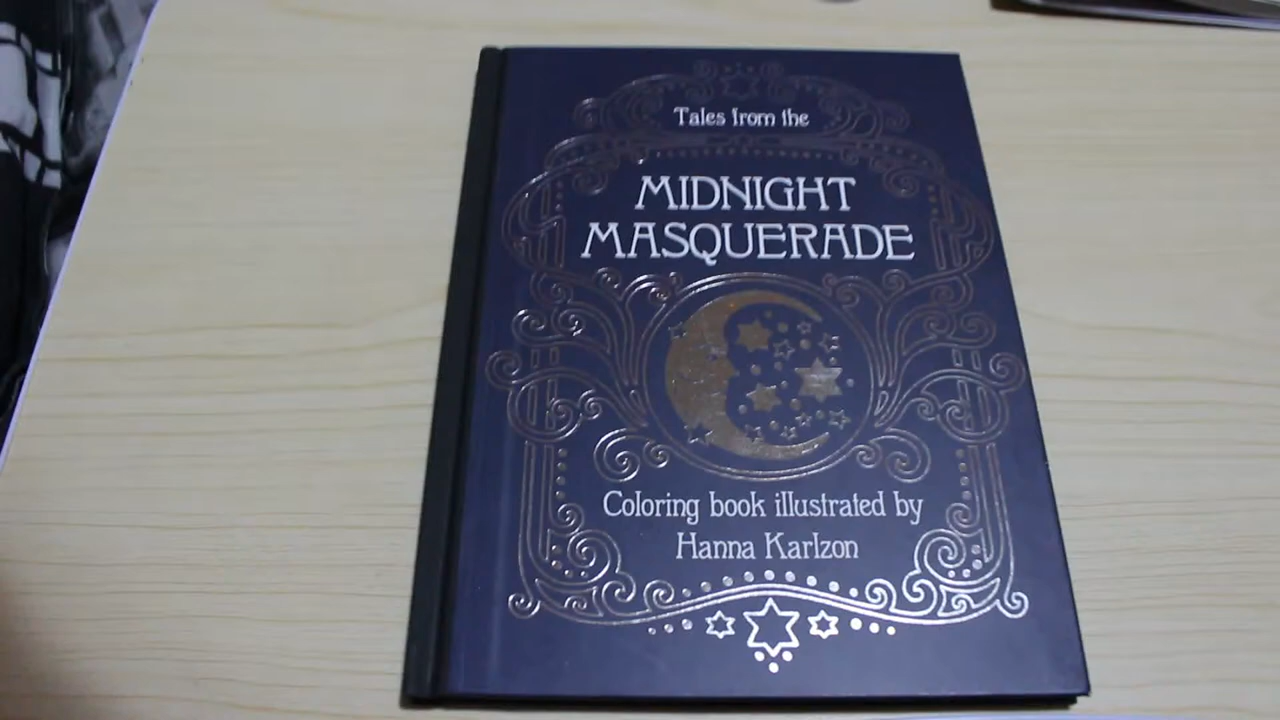 Tales from the
MIDNIGHT
MASQUERADE
Coloring book illustrated by
Hanna Karlzon